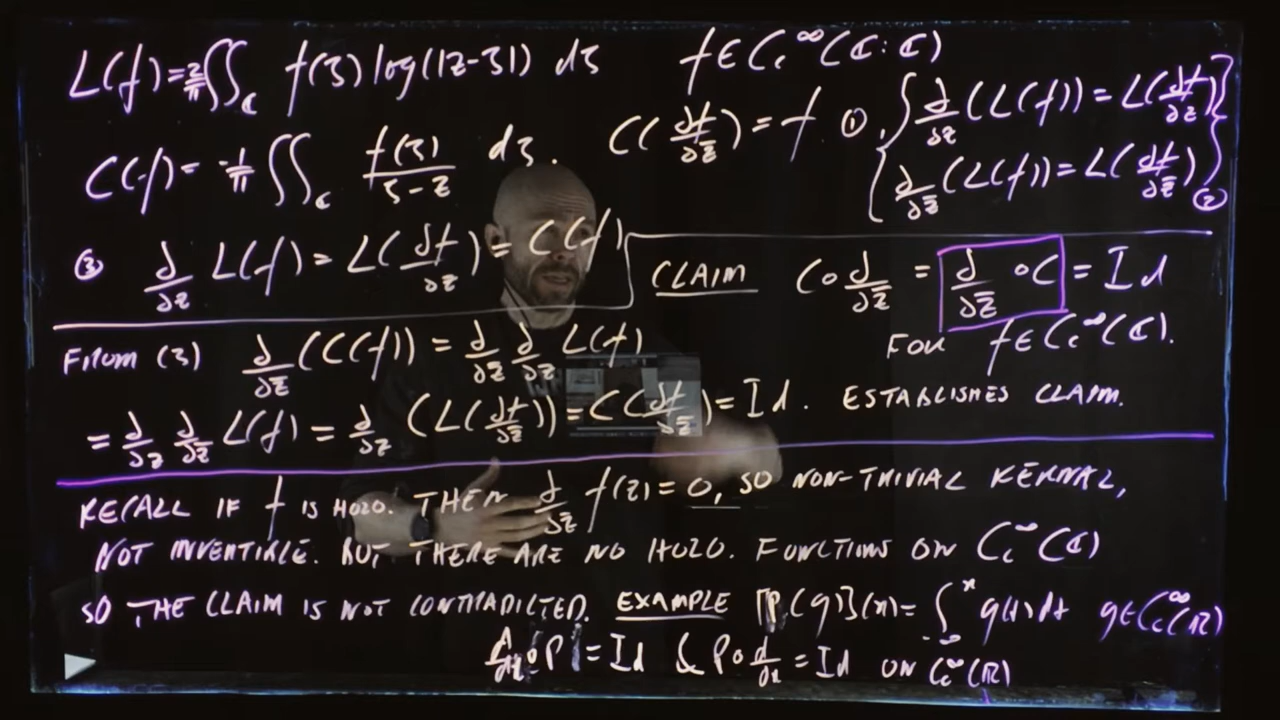 L(f) = 2/π ∬_ℂ f(ζ) log(|z-ζ|) dζ f ∈ C_c^∞(ℂ:ℂ)
C(f) = -1/π ∬_ℂ f(ζ)/(ζ-z) dζ. C(∂f/∂z̄) = f ①, { ∂/∂z (L(f)) = L(∂f/∂z)
∂/∂z̄ (L(f)) = L(∂f/∂z̄) } ②
③ ∂/∂z L(f) = L(∂f/∂z) = C(f)
CLAIM C∘∂/∂z̄ = ∂/∂z̄ ∘C = Id
FOR f ∈ C_c^∞(ℂ).
FROM (3) ∂/∂z̄ (C(f)) = ∂/∂z̄ ∂/∂z L(f)
= ∂/∂z ∂/∂z̄ L(f) = ∂/∂z (L(∂f/∂z̄)) = C(∂f/∂z̄) = Id. ESTABLISHES CLAIM.
RECALL IF f IS HOLO. THEN ∂/∂z̄ f(z) = 0, SO NON-TRIVIAL KERNAL,
NOT INVERTIBLE. BUT THERE ARE NO HOLO. FUNCTIONS ON C_c^∞(ℂ)
SO THE CLAIM IS NOT CONTRADICTED. EXAMPLE [P(g)](x) = ∫_{-∞}^x g(t)dt g ∈ C_c^∞(ℝ)
d/dx ∘ P = Id & P∘d/dx = Id ON C_c^∞(ℝ)